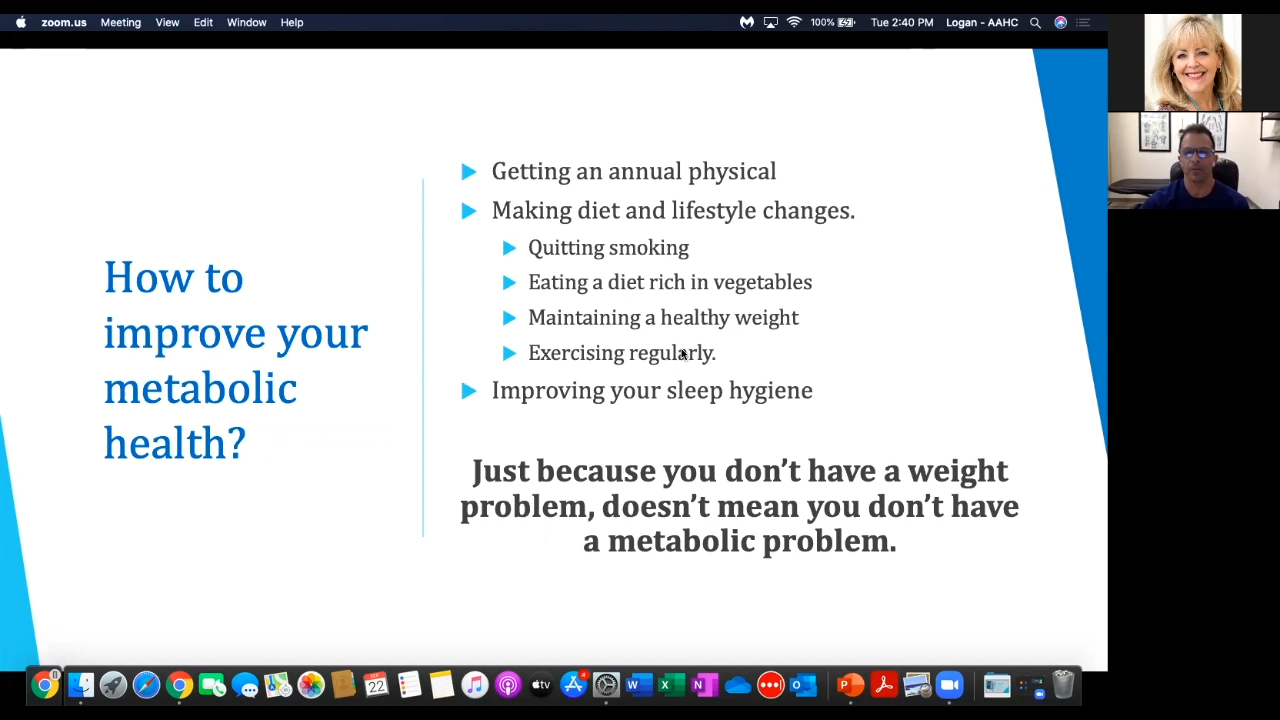 zoom.us Meeting View Edit Window Help 100% Tue 2:40 PM Logan - AAHC
How to
improve your
metabolic
health?
Getting an annual physical
Making diet and lifestyle changes.
Quitting smoking
Eating a diet rich in vegetables
Maintaining a healthy weight
Exercising regularly.
Improving your sleep hygiene
Just because you don’t have a weight
problem, doesn’t mean you don’t have
a metabolic problem.
22 tv 4 W X N O P